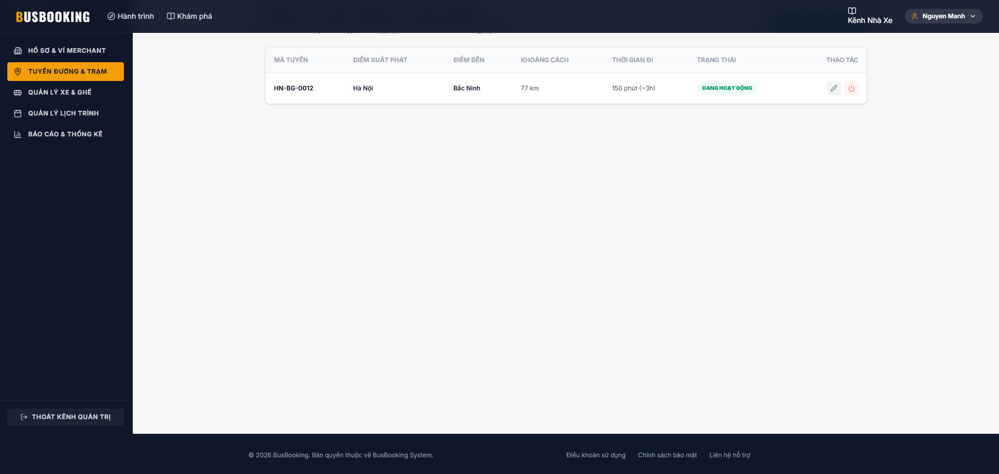 BUSBOOKING
Hành trình
Khám phá
Kênh Nhà Xe
Nguyen Manh
HỒ SƠ & VÍ MERCHANT
TUYẾN ĐƯỜNG & TRẠM
QUẢN LÝ XE & GHẾ
QUẢN LÝ LỊCH TRÌNH
BÁO CÁO & THỐNG KÊ
THOÁT KÊNH QUẢN TRỊ
MÃ TUYẾN ĐIỂM XUẤT PHÁT ĐIỂM ĐẾN KHOẢNG CÁCH THỜI GIAN ĐI TRẠNG THÁI THAO TÁC
HN-BG-0012 Hà Nội Bắc Ninh 77 km 150 phút (~3h) ĐANG HOẠT ĐỘNG
© 2026 BusBooking. Bản quyền thuộc về BusBooking System.
Điều khoản sử dụng Chính sách bảo mật Liên hệ hỗ trợ